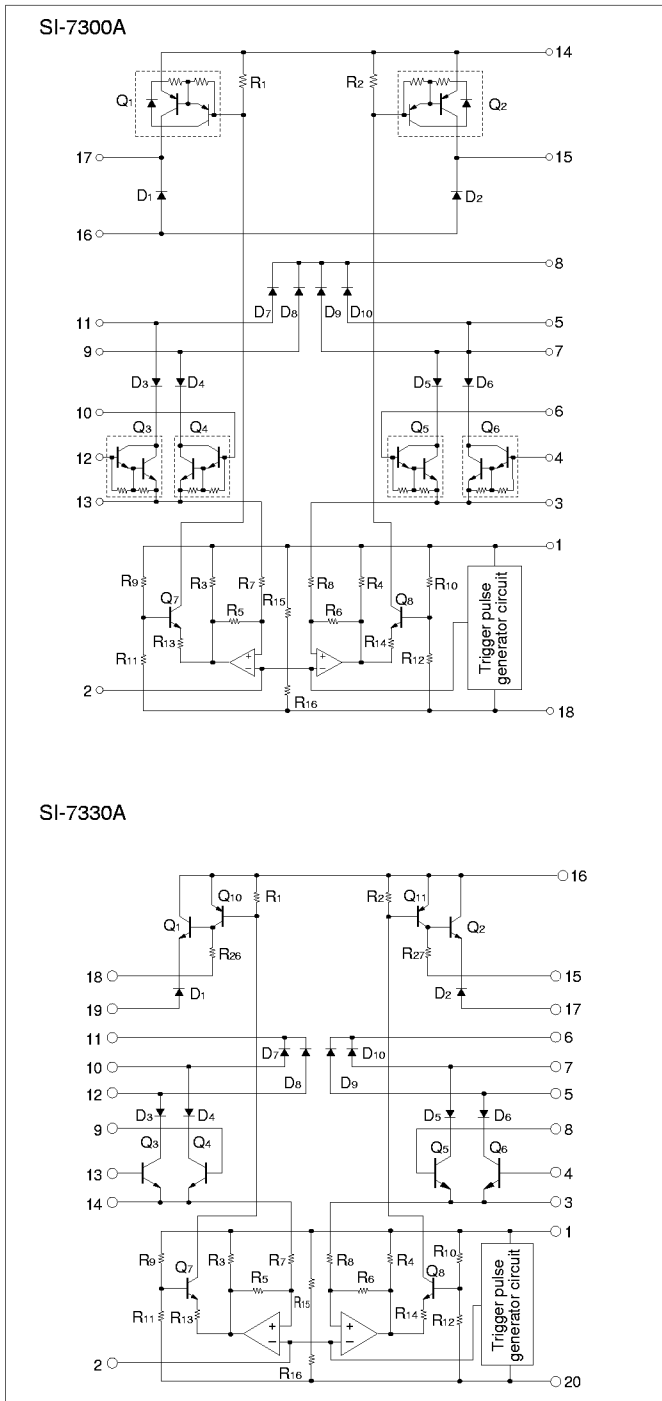 SI-7300A
14
R1
R2
Q1
Q2
17
15
D1
D2
16
8
D7
D8
D9
D10
11
5
9
7
D3
D4
D5
D6
10
6
Q3
Q4
Q5
Q6
12
4
13
3
1
R9
Q7
R3
R7
R15
R8
R4
Q8
R10
R5
R6
R13
R14
R11
R12
+
−
+
−
Trigger pulse
generator circuit
2
R16
18
SI-7330A
16
Q10
R1
R2
Q11
Q1
Q2
R26
R27
18
15
19
D1
D2
17
11
6
D7
D10
10
7
D8
D9
12
5
D3
D4
D5
D6
9
8
Q3
Q4
Q5
Q6
13
4
14
3
1
R9
R3
R7
R8
R4
R10
Q7
Q8
R5
R6
R15
R11
R13
R14
R12
+
−
+
−
Trigger pulse
generator circuit
2
R16
20